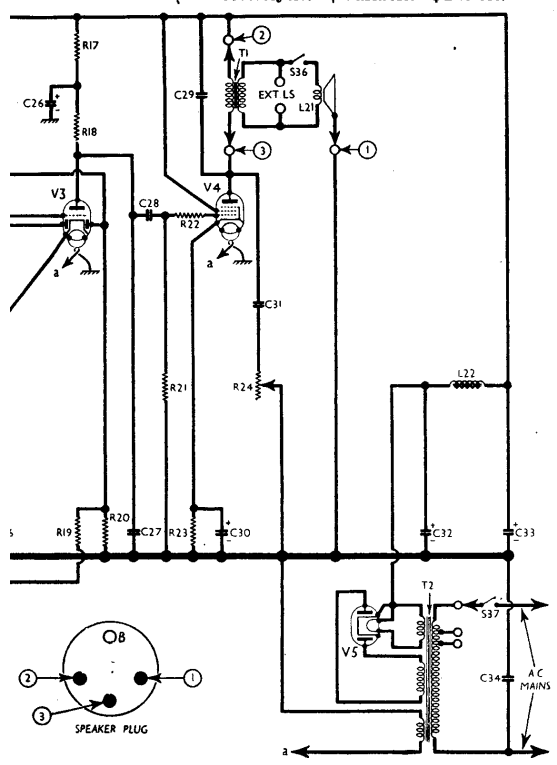 R17
2
T1
S36
C26
+
-
C29
EXT LS
L21
R18
3
1
V3
V4
C28
R22
a
a
C31
L22
R21
R24
R19
R20
C27
R23
+
C30
-
+
C32
-
+
C33
-
T2
S37
V5
B
2
1
C34
A C
MAINS
3
SPEAKER PLUG
a